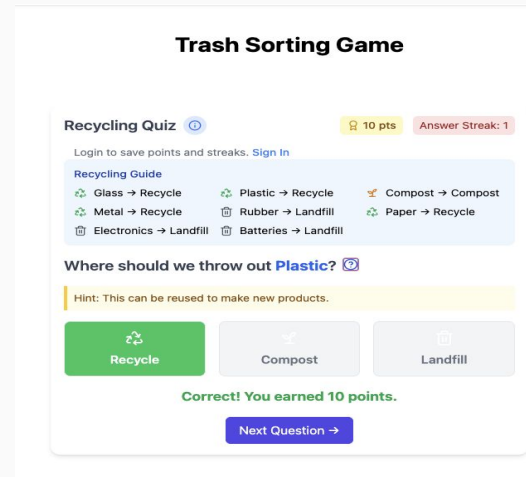 Trash Sorting Game
Recycling Quiz
10 pts
Answer Streak: 1
Login to save points and streaks. Sign In
Recycling Guide
Glass → Recycle
Plastic → Recycle
Compost → Compost
Metal → Recycle
Rubber → Landfill
Paper → Recycle
Electronics → Landfill
Batteries → Landfill
Where should we throw out Plastic?
Hint: This can be reused to make new products.
Recycle
Compost
Landfill
Correct! You earned 10 points.
Next Question →